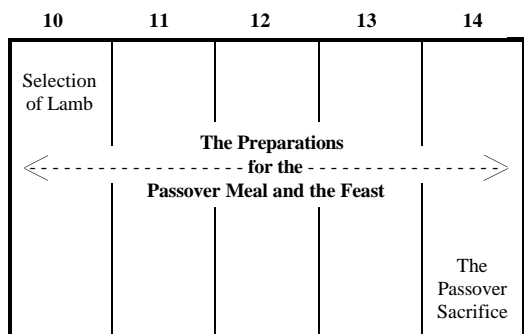 10 11 12 13 14
Selection
of Lamb
The Preparations
for the
Passover Meal and the Feast
The
Passover
Sacrifice